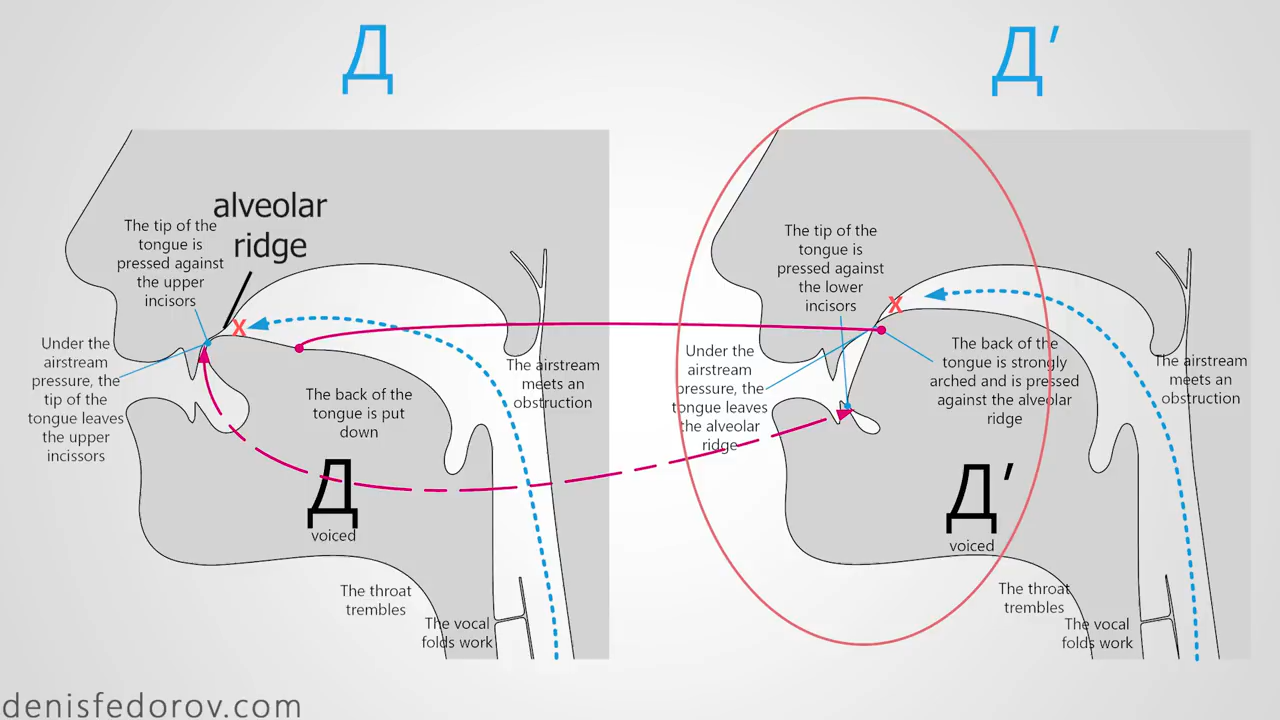 Д
Д′
alveolar
ridge
The tip of the
tongue is
pressed against
the upper
incisors
Under the
airstream
pressure, the
tip of the
tongue leaves
the upper
incissors
X
The back of the
tongue is put
down
The airstream
meets an
obstruction
Д
voiced
The throat
trembles
The vocal
folds work
The tip of the
tongue is
pressed against
the lower
incisors
X
Under the
airstream
pressure,
the
tongue leaves
the alveolar
ridge
The back of the
tongue is strongly
arched and is pressed
against the alveolar
ridge
The airstream
meets an
obstruction
Д′
voiced
The throat
trembles
The vocal
folds work
denisfedorov.com